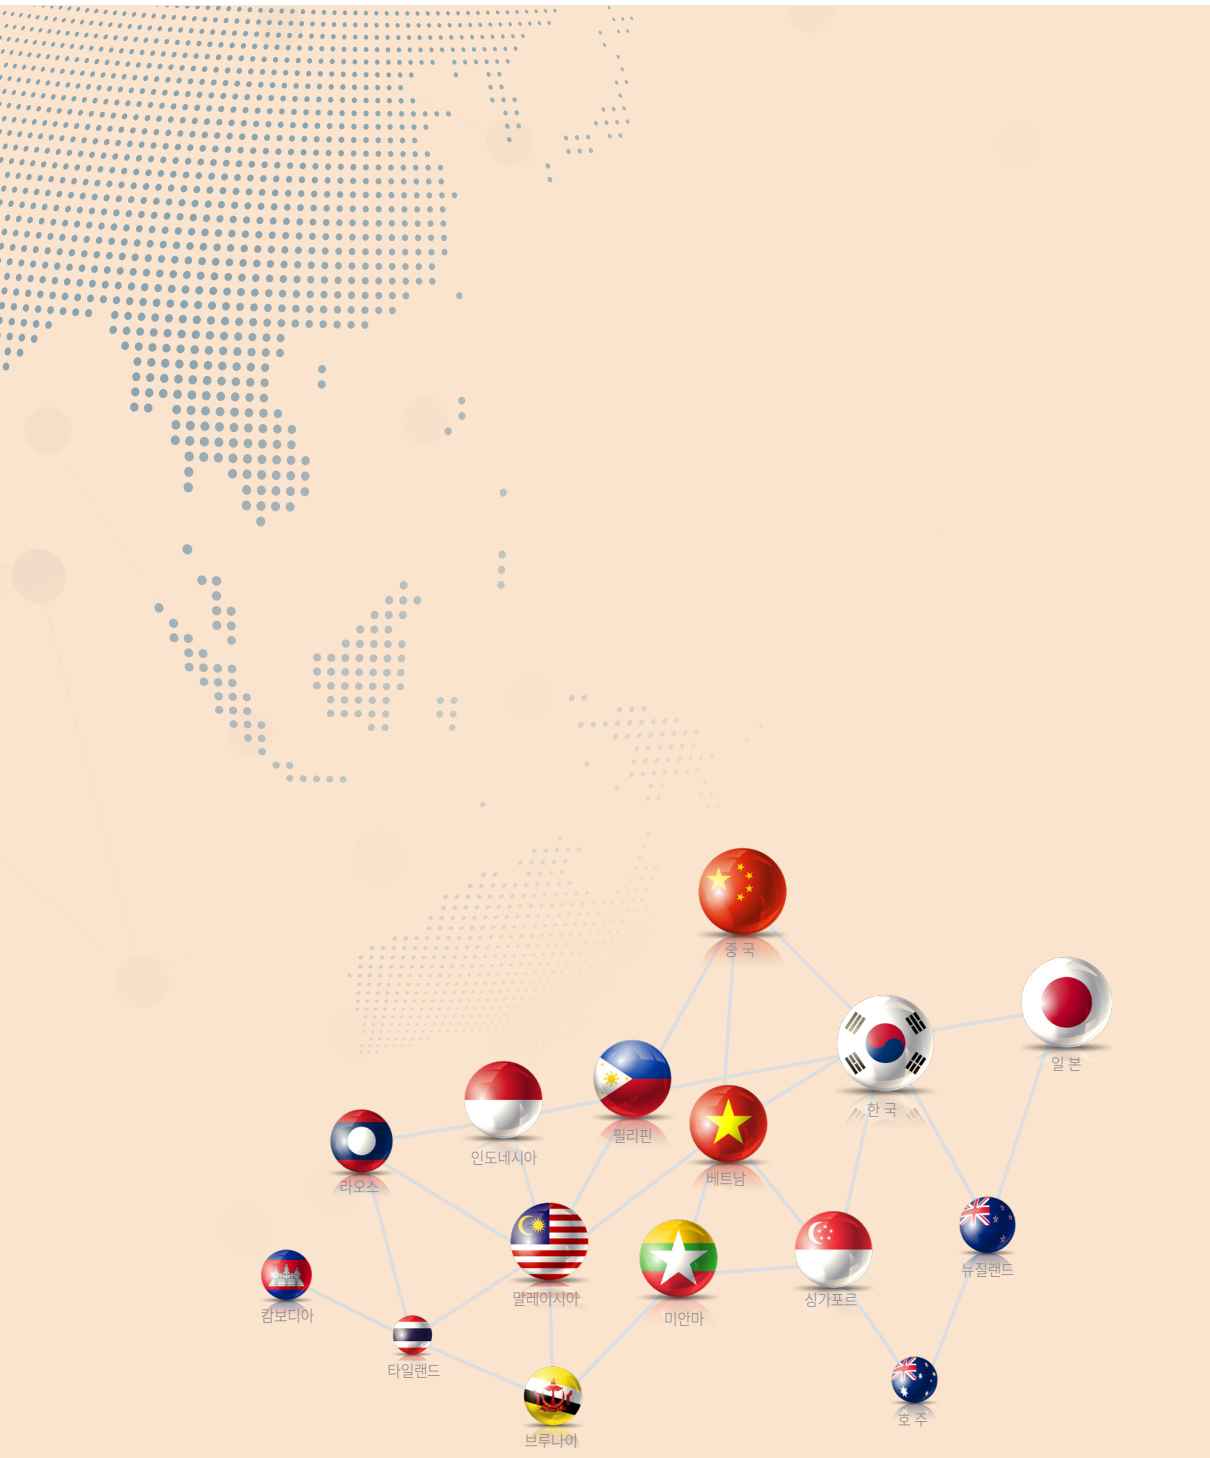 중 국
일 본
한 국
필리핀
인도네시아
베트남
라오스
뉴질랜드
말레이시아
싱가포르
캄보디아
미얀마
타일랜드
호 주
브루나이